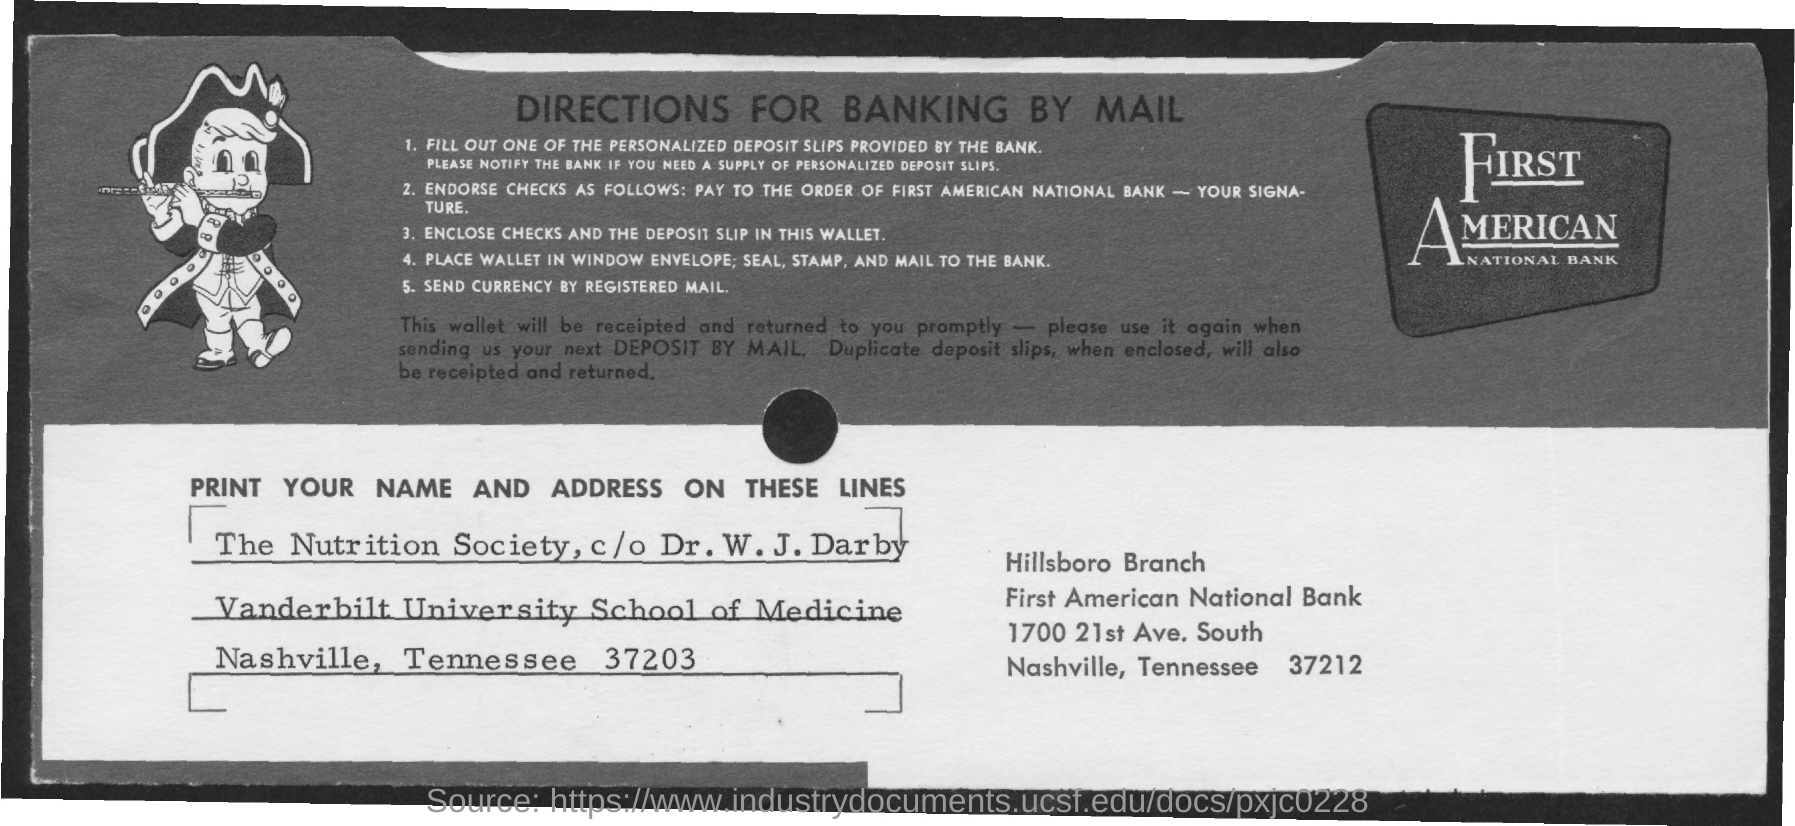 DIRECTIONS FOR BANKING BY MAIL
1. FILL OUT ONE OF THE PERSONALIZED DEPOSIT SLIPS PROVIDED BY THE BANK.
PLEASE NOTIFY THE BANK IF YOU NEED A SUPPLY OF PERSONALIZED DEPOSIT SLIPS.
2. ENDORSE CHECKS AS FOLLOWS: PAY TO THE ORDER OF FIRST AMERICAN NATIONAL BANK — YOUR SIGNA-
TURE.
3. ENCLOSE CHECKS AND THE DEPOSIT SLIP IN THIS WALLET.
4. PLACE WALLET IN WINDOW ENVELOPE; SEAL, STAMP, AND MAIL TO THE BANK.
5. SEND CURRENCY BY REGISTERED MAIL.
This wallet will be receipted and returned to you promptly — please use it again when
sending us your next DEPOSIT BY MAIL. Duplicate deposit slips, when enclosed, will also
be receipted and returned.
FIRST
AMERICAN
NATIONAL BANK
PRINT YOUR NAME AND ADDRESS ON THESE LINES
The Nutrition Society, c/o Dr. W. J. Darby
Vanderbilt University School of Medicine
Nashville, Tennessee 37203
Hillsboro Branch
First American National Bank
1700 21st Ave. South
Nashville, Tennessee 37212
Source: https://www.industrydocuments.ucsf.edu/docs/pxjc0228